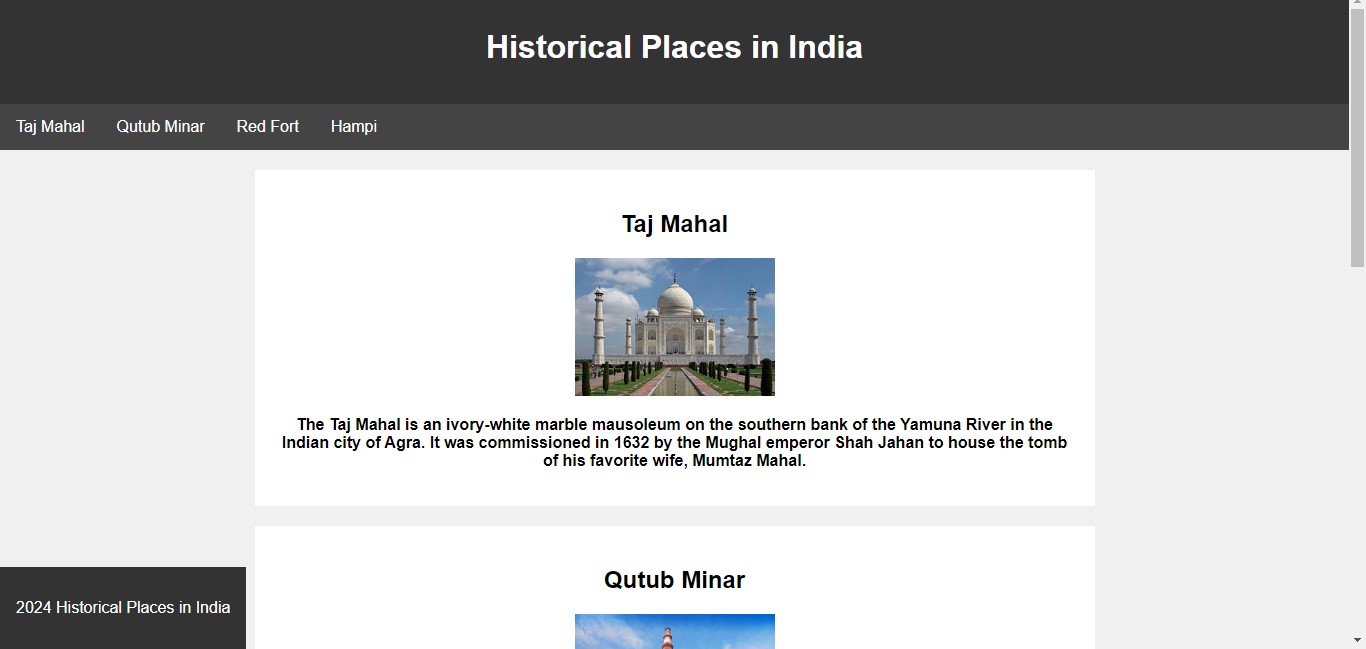 Historical Places in India
Taj Mahal Qutub Minar Red Fort Hampi
Taj Mahal
The Taj Mahal is an ivory-white marble mausoleum on the southern bank of the Yamuna River in the
Indian city of Agra. It was commissioned in 1632 by the Mughal emperor Shah Jahan to house the tomb
of his favorite wife, Mumtaz Mahal.
Qutub Minar
2024 Historical Places in India